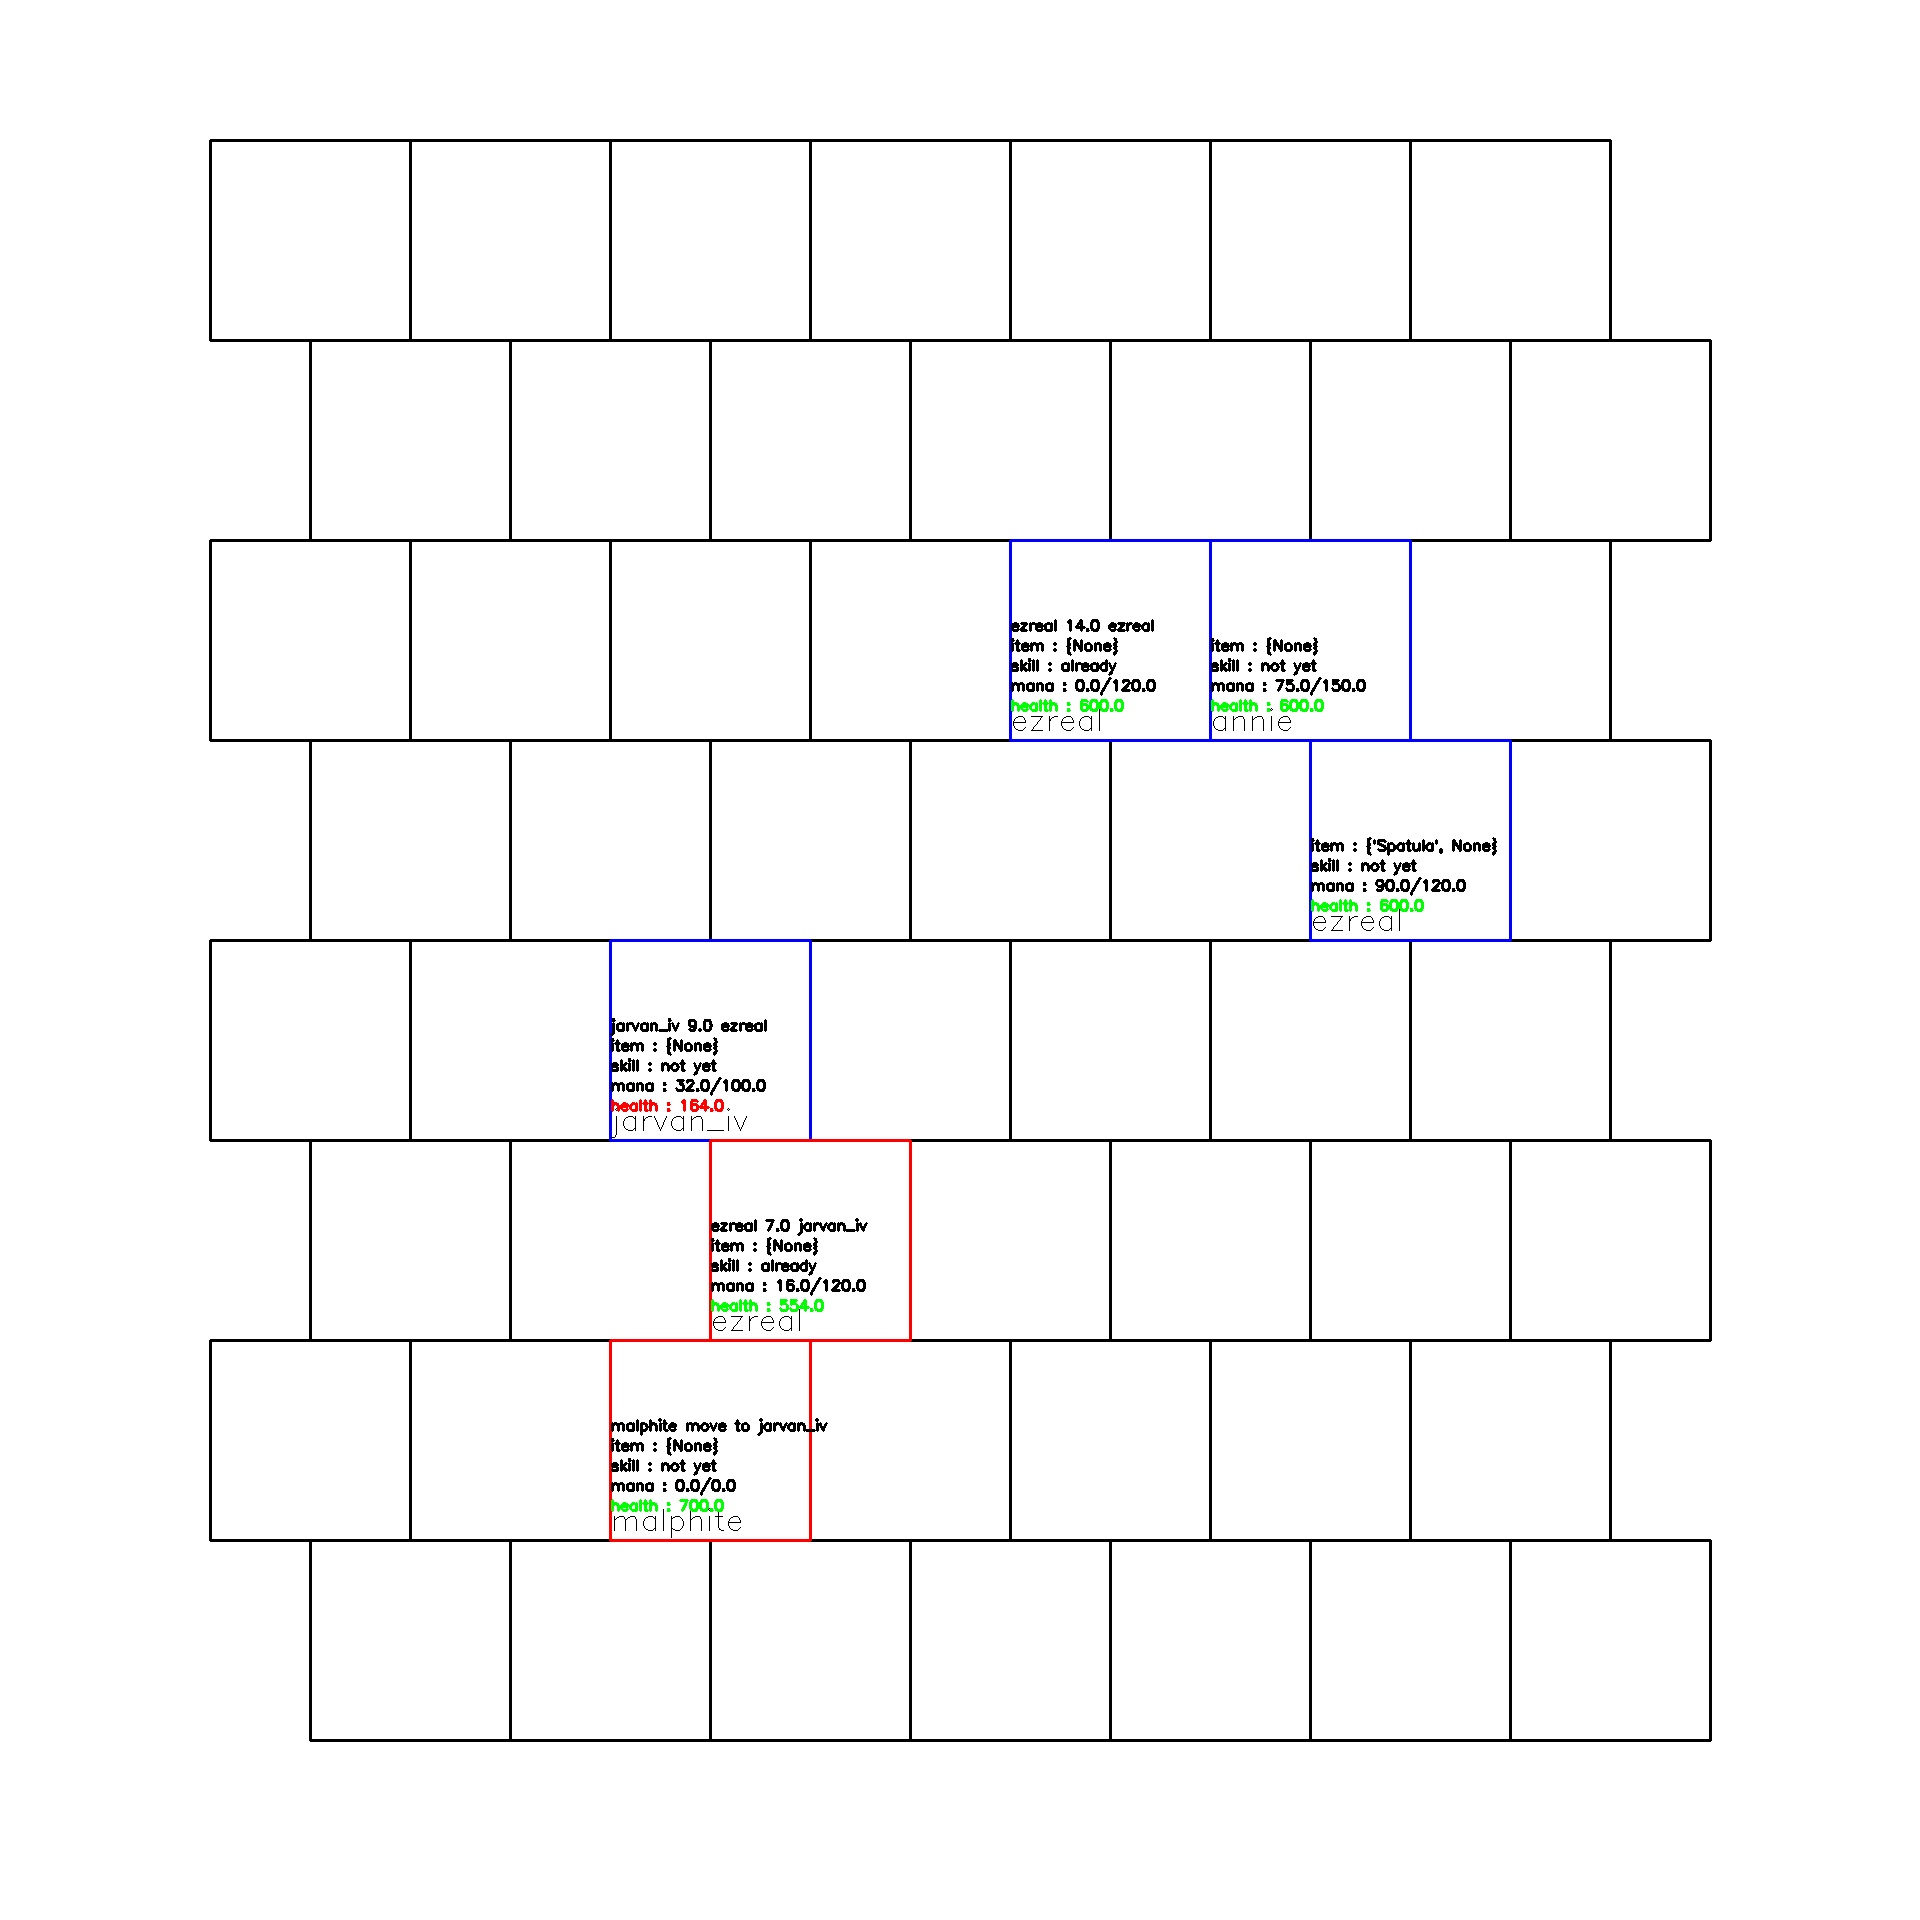 ezreal 14.0 ezreal
item : {None}
skill : already
mana : 0.0/120.0
health : 600.0
ezreal
item : {None}
skill : not yet
mana : 75.0/150.0
health : 600.0
annie
item : {'Spatula', None}
skill : not yet
mana : 90.0/120.0
health : 600.0
ezreal
jarvan_iv 9.0 ezreal
item : {None}
skill : not yet
mana : 32.0/100.0
health : 164.0
jarvan_iv
ezreal 7.0 jarvan_iv
item : {None}
skill : already
mana : 16.0/120.0
health : 554.0
ezreal
malphite move to jarvan_iv
item : {None}
skill : not yet
mana : 0.0/0.0
health : 700.0
malphite